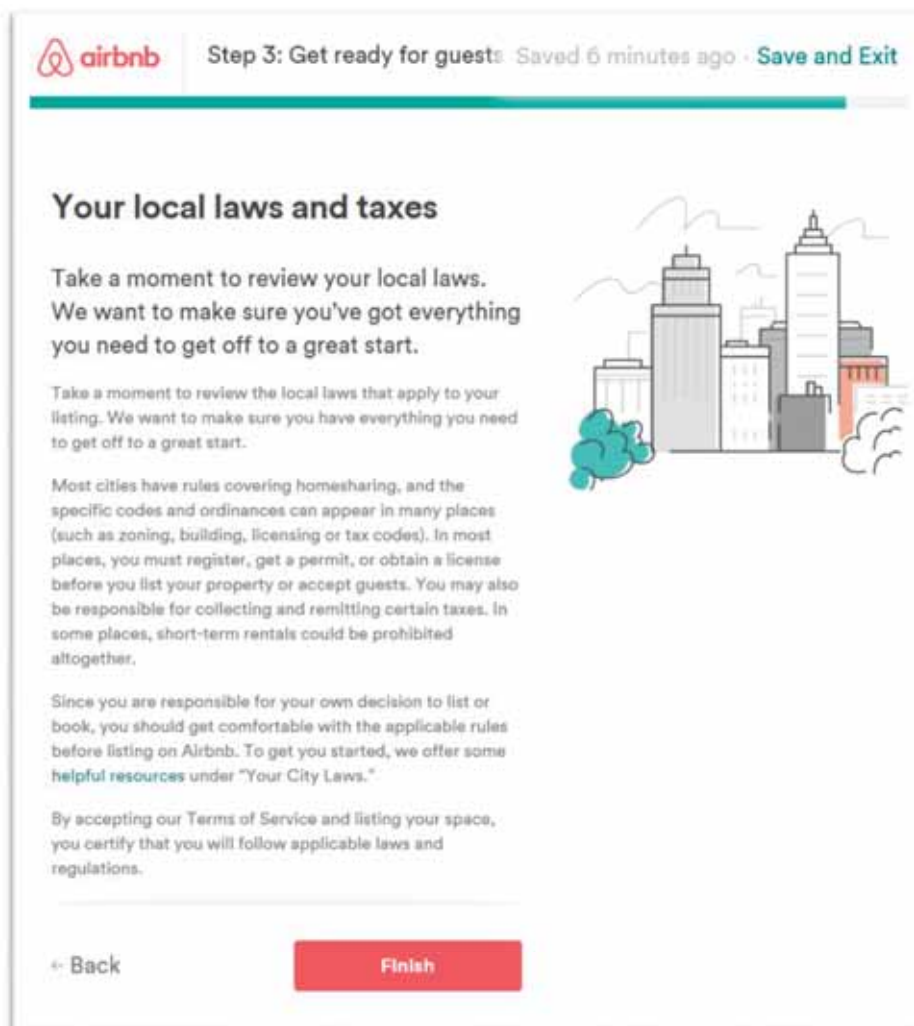 airbnb
Step 3: Get ready for guests Saved 6 minutes ago · Save and Exit
Your local laws and taxes
Take a moment to review your local laws.
We want to make sure you've got everything
you need to get off to a great start.
Take a moment to review the local laws that apply to your
listing. We want to make sure you have everything you need
to get off to a great start.
Most cities have rules covering homesharing, and the
specific codes and ordinances can appear in many places
(such as zoning, building, licensing or tax codes). In most
places, you must register, get a permit, or obtain a license
before you list your property or accept guests. You may also
be responsible for collecting and remitting certain taxes. In
some places, short-term rentals could be prohibited
altogether.
Since you are responsible for your own decision to list or
book, you should get comfortable with the applicable rules
before listing on Airbnb. To get you started, we offer some
helpful resources under "Your City Laws."
By accepting our Terms of Service and listing your space,
you certify that you will follow applicable laws and
regulations.
← Back
Finish